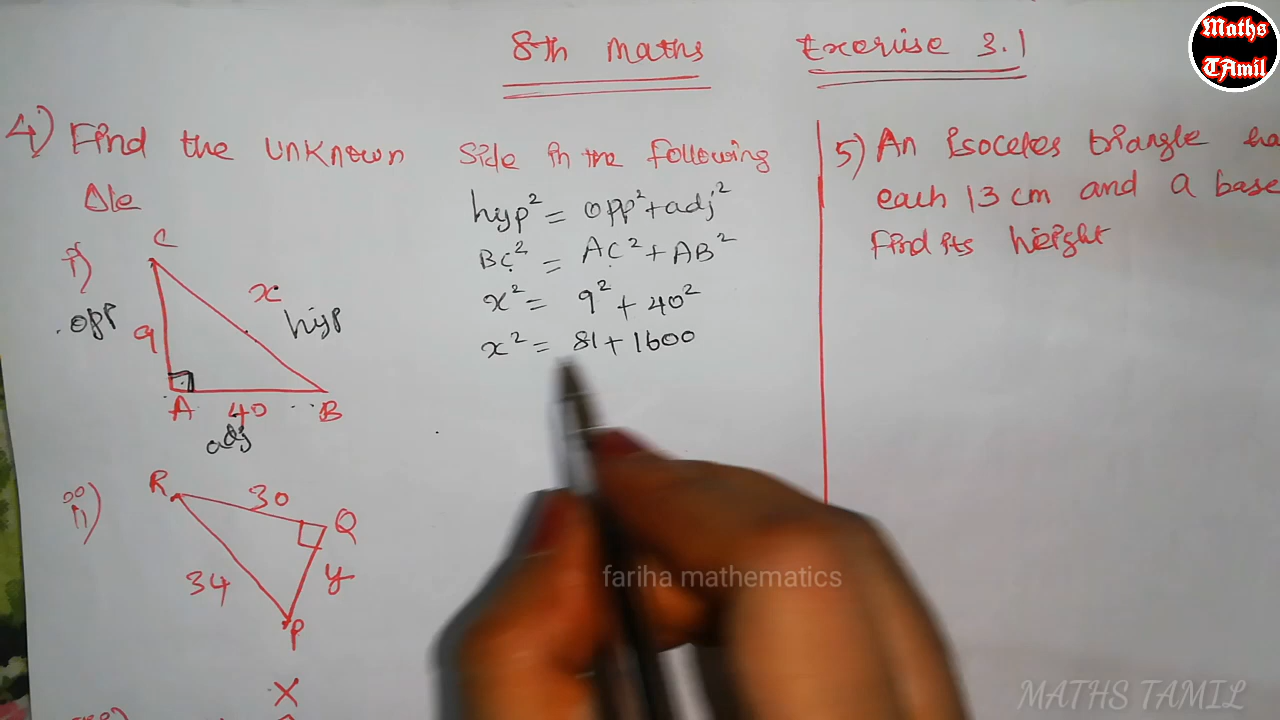 8th Maths Exercise 3.1
Maths
TAmil
4) Find the unknown side in the following
Δle
i)
C
x
hyp
opp
9
A 40 B
adj
hyp² = opp² + adj²
BC² = AC² + AB²
x² = 9² + 40²
x² = 81 + 1600
ii)
R 30 Q
34 y
P
X
5) An isoceles triangle ha
each 13 cm and a base
Find its height
fariha mathematics
MATHS TAMIL